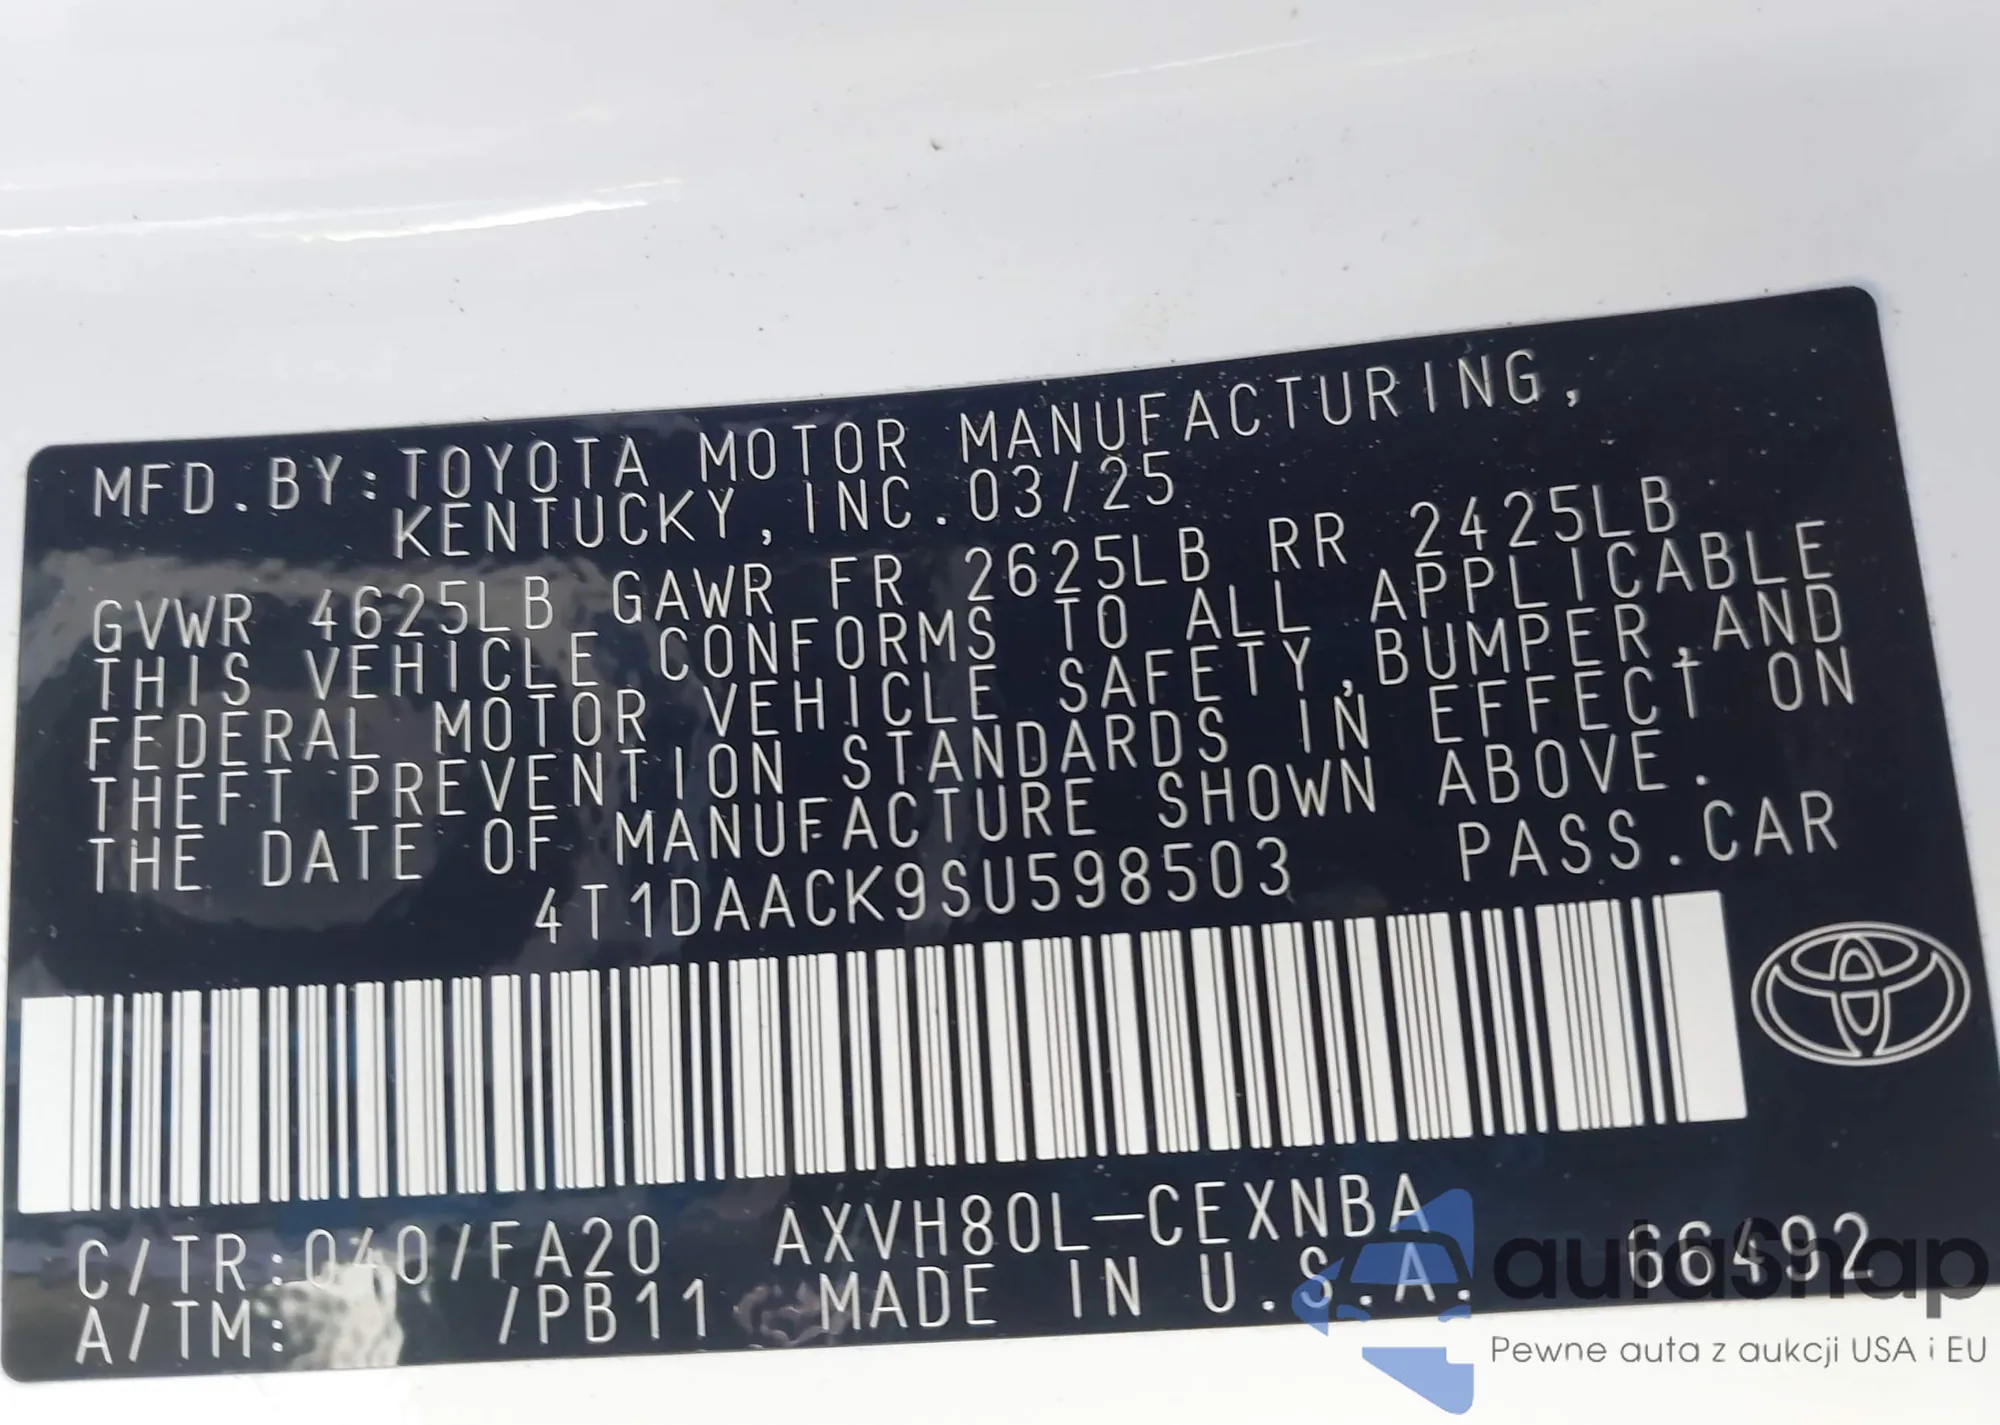 MFD.BY:TOYOTA MOTOR MANUFACTURING,
KENTUCKY, INC.03/25
GVWR 4625LB GAWR FR 2625LB RR 2425LB
THIS VEHICLE CONFORMS TO ALL APPLICABLE
FEDERAL MOTOR VEHICLE SAFETY,BUMPER,AND
THEFT PREVENTION STANDARDS IN EFFECT ON
THE DATE OF MANUFACTURE SHOWN ABOVE.
4T1DAACK9SU598503 PASS.CAR
C/TR:040/FA20 AXVH80L-CEXNBA
A/TM: /PB11 MADE IN U.S.A. 66492
autasnap
Pewne auta z aukcji USA i EU